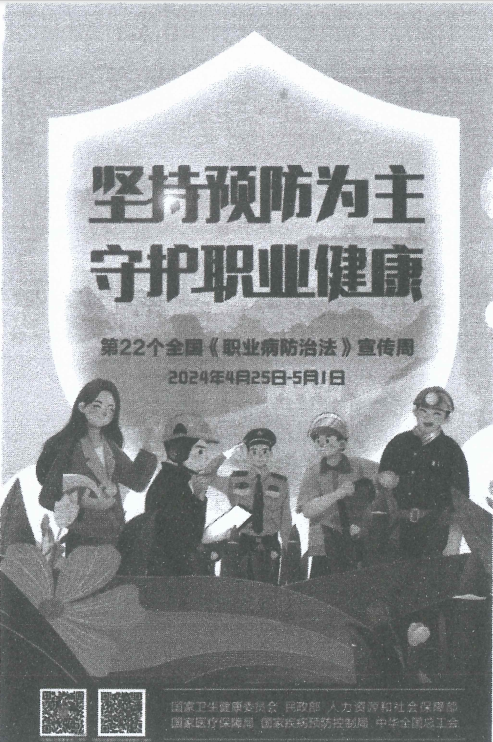 坚持预防为主
守护职业健康
第22个全国《职业病防治法》宣传周
2024年4月25日-5月1日
国家卫生健康委员会 民政部 人力资源和社会保障部
国家医疗保障局 国家疾病预防控制局 中华全国总工会